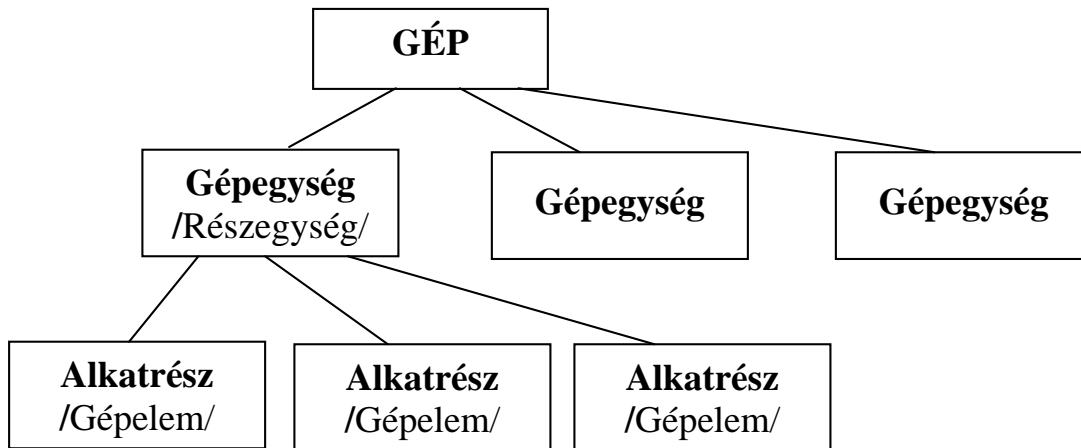 GÉP
Gépegység
/Részegység/
Gépegység
Gépegység
Alkatrész
/Gépelem/
Alkatrész
/Gépelem/
Alkatrész
/Gépelem/